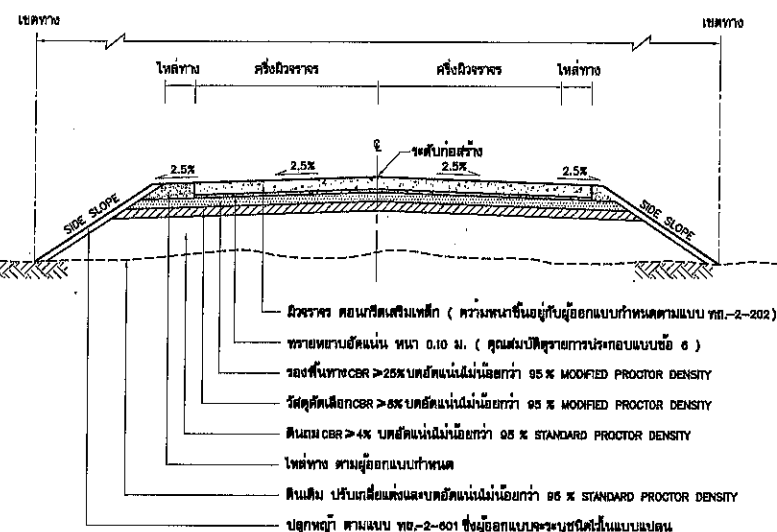 เขตทาง เขตทาง
ไหล่ทาง ครึ่งผิวจราจร ครึ่งผิวจราจร ไหล่ทาง
℄ ระดับก่อสร้าง
2.5% 2.5% 2.5% 2.5%
SIDE SLOPE SIDE SLOPE
ผิวจราจร คอนกรีตเสริมเหล็ก ( ความหนาขึ้นอยู่กับผู้ออกแบบกำหนดตามแบบ ทถ.-2-202)
ทรายหยาบอัดแน่น หนา 0.10 ม. ( คุณสมบัติดูรายการประกอบแบบข้อ 6 )
รองพื้นทางCBR ≥25% บดอัดแน่นไม่น้อยกว่า 95 % MODIFIED PROCTOR DENSITY
วัสดุคัดเลือกCBR ≥8% บดอัดแน่นไม่น้อยกว่า 95 % MODIFIED PROCTOR DENSITY
ดินถมCBR ≥4% บดอัดแน่นไม่น้อยกว่า 95 % STANDARD PROCTOR DENSITY
ไหล่ทาง ตามผู้ออกแบบกำหนด
ดินเดิม ปรับเกลี่ยแต่งและบดอัดแน่นไม่น้อยกว่า 95 % STANDARD PROCTOR DENSITY
ปลูกหญ้า ตามแบบ ทถ.-2-601 ซึ่งผู้ออกแบบจะระบุชนิดไว้ในแบบแปลน